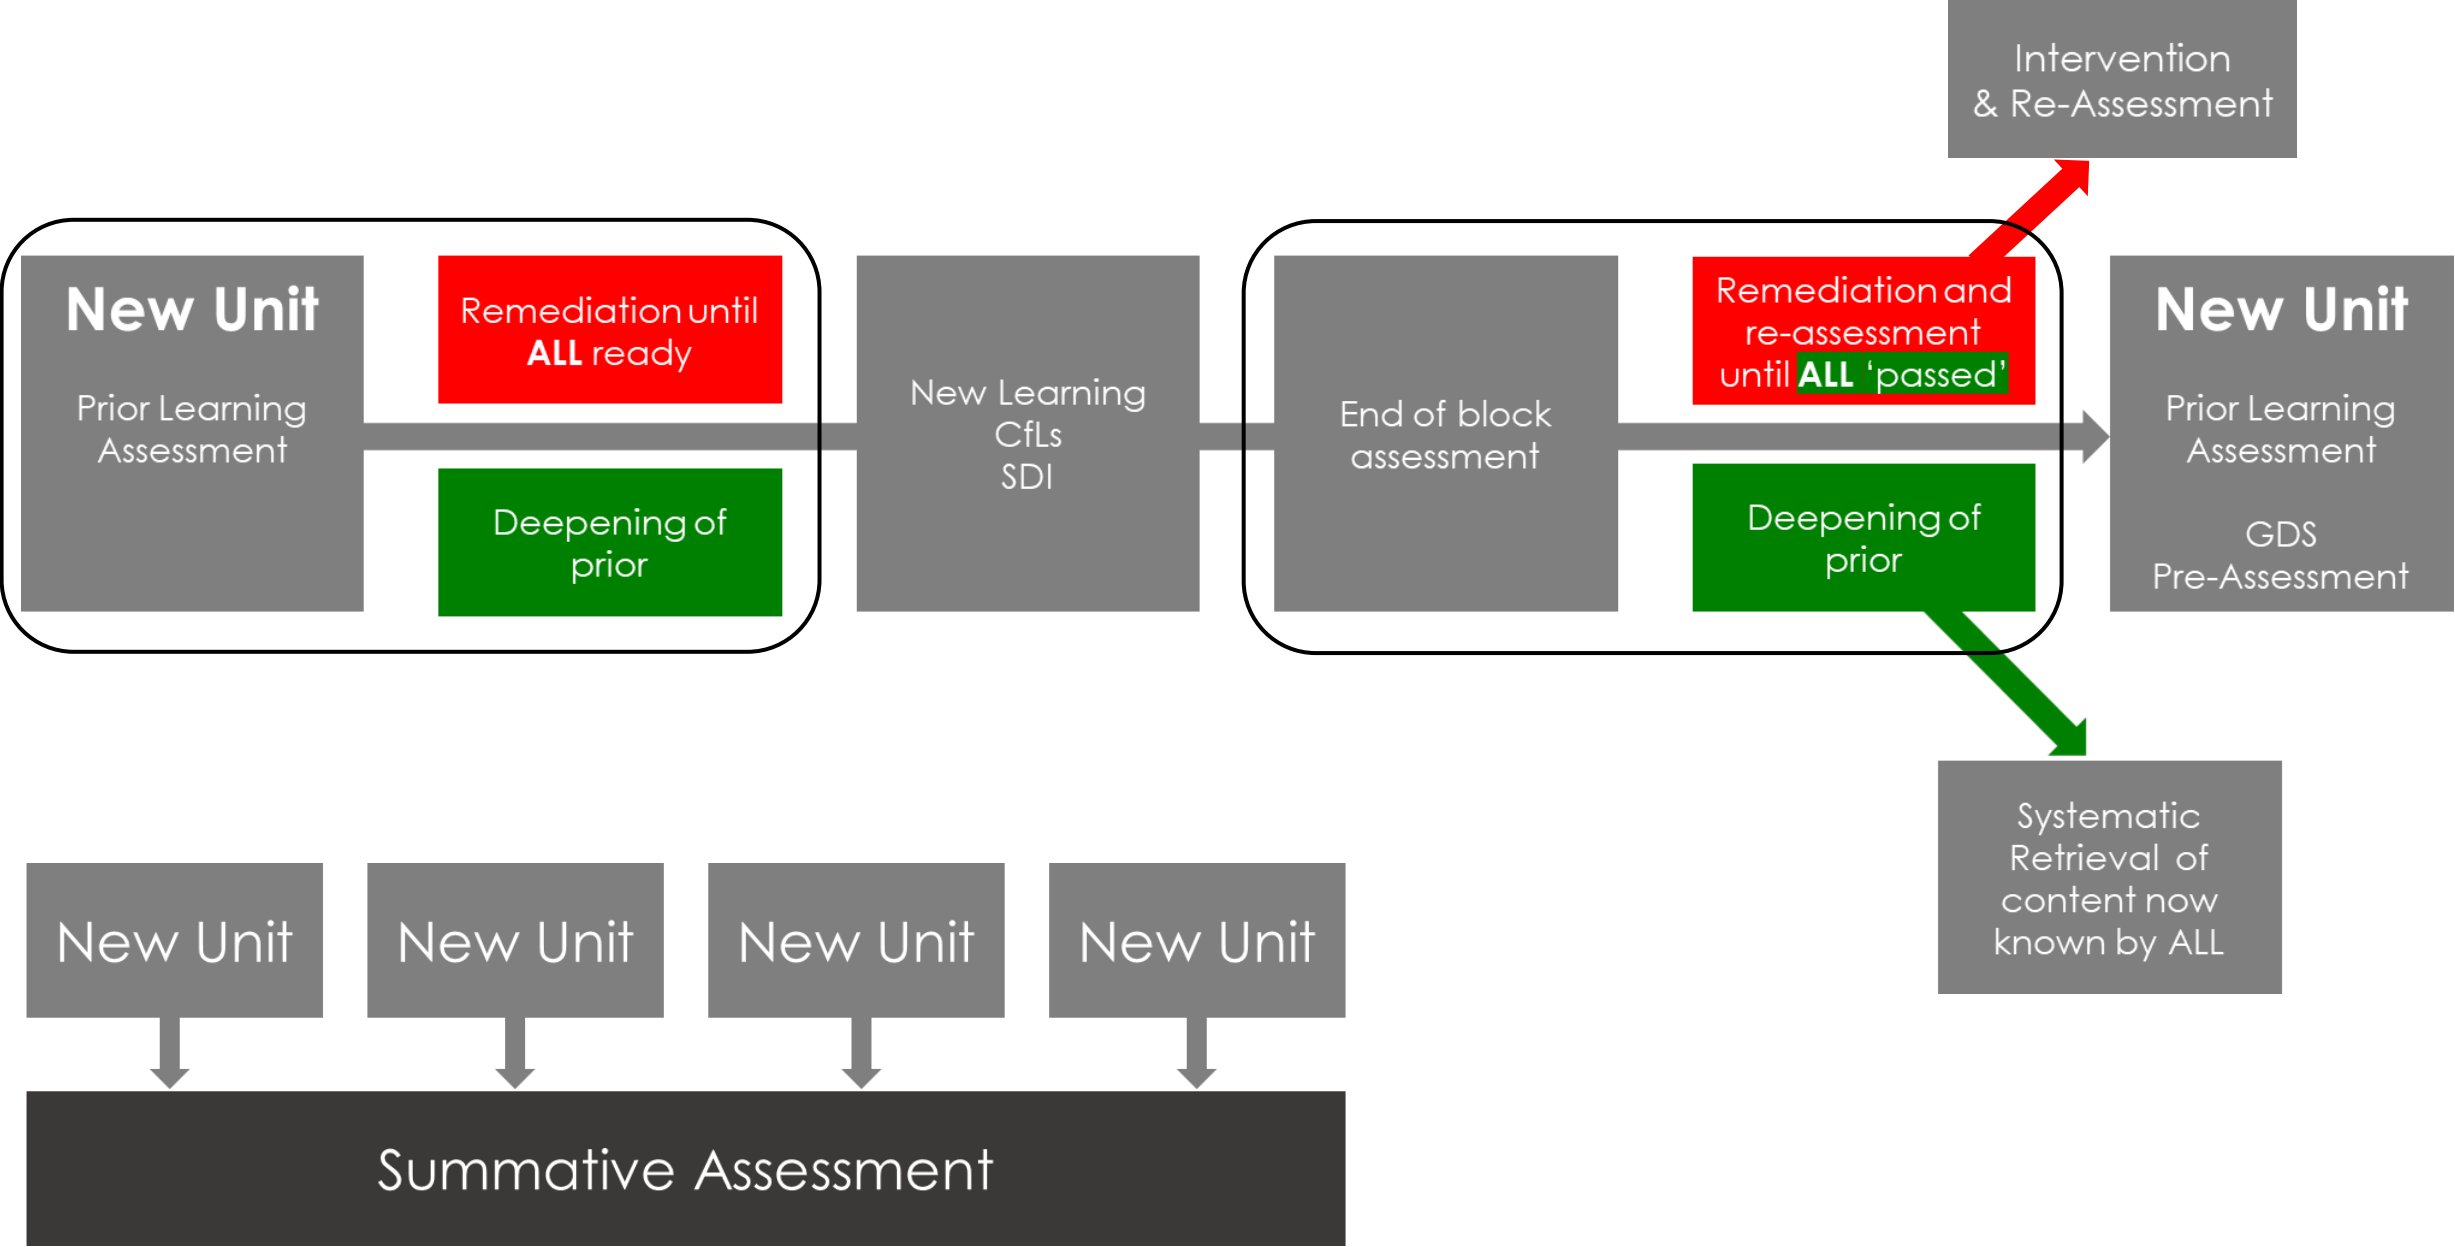 Intervention
& Re-Assessment
New Unit
Prior Learning
Assessment
Remediation until
ALL ready
Deepening of
prior
New Learning
CfLs
SDI
End of block
assessment
Remediation and
re-assessment
until ALL ‘passed’
Deepening of
prior
New Unit
Prior Learning
Assessment
GDS
Pre-Assessment
Systematic
Retrieval of
content now
known by ALL
New Unit
New Unit
New Unit
New Unit
Summative Assessment